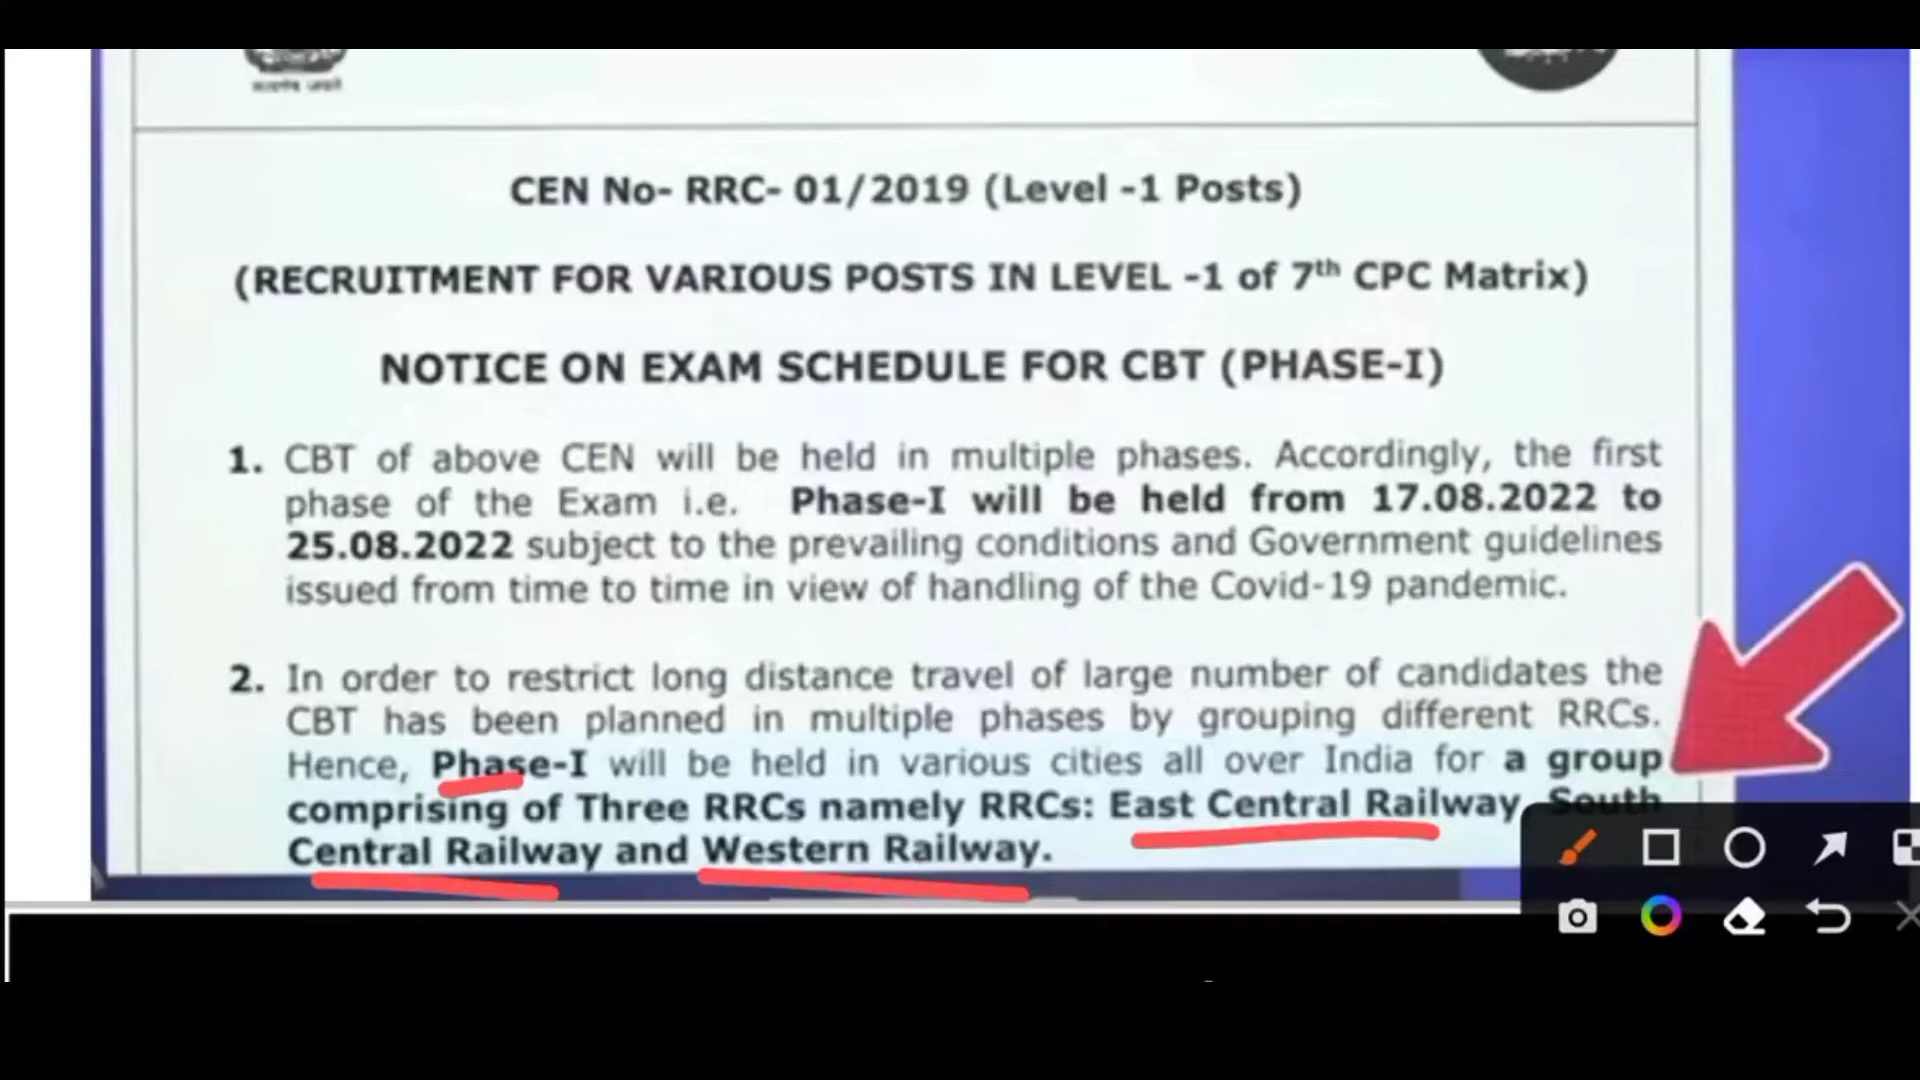 सत्यमेव जयते
CEN No- RRC- 01/2019 (Level -1 Posts)
(RECRUITMENT FOR VARIOUS POSTS IN LEVEL -1 of 7th CPC Matrix)
NOTICE ON EXAM SCHEDULE FOR CBT (PHASE-I)
1. CBT of above CEN will be held in multiple phases. Accordingly, the first
phase of the Exam i.e. Phase-I will be held from 17.08.2022 to
25.08.2022 subject to the prevailing conditions and Government guidelines
issued from time to time in view of handling of the Covid-19 pandemic.
2. In order to restrict long distance travel of large number of candidates the
CBT has been planned in multiple phases by grouping different RRCs.
Hence, Phase-I will be held in various cities all over India for a group
comprising of Three RRCs namely RRCs: East Central Railway South
Central Railway and Western Railway.